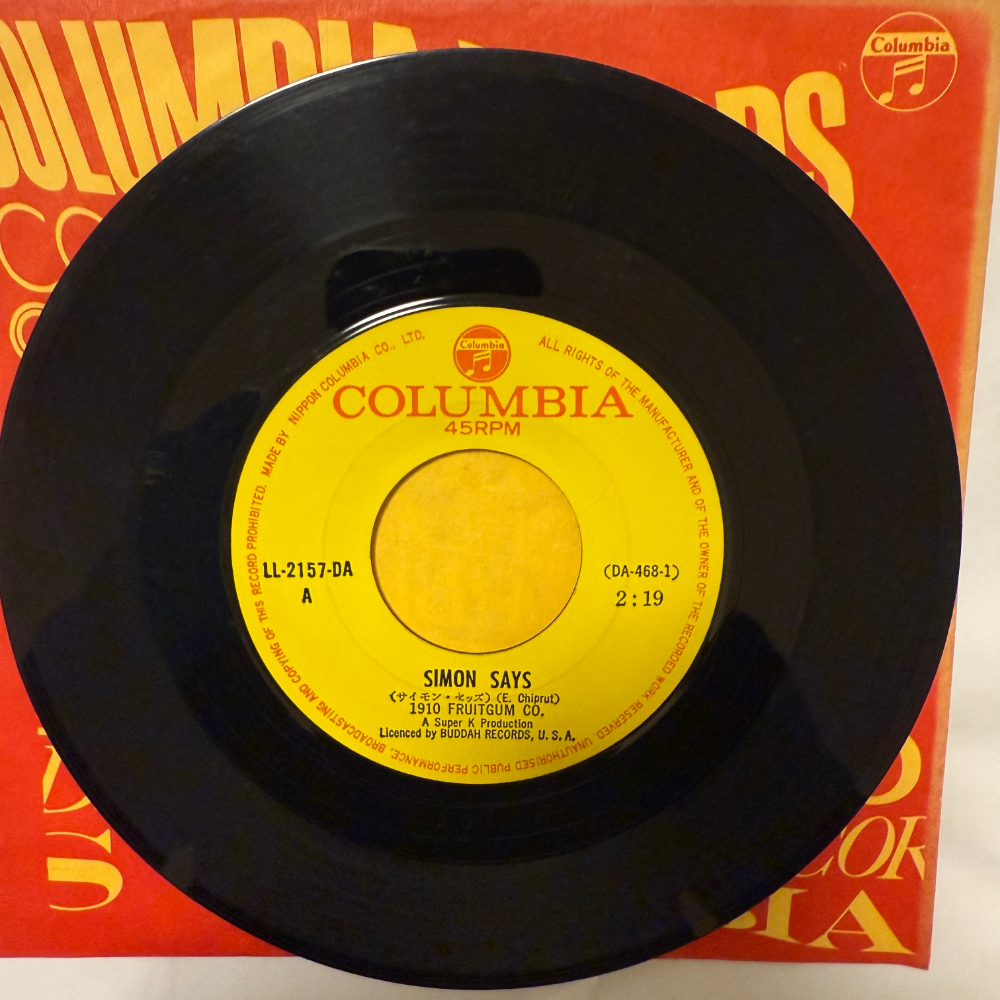 Columbia
Columbia
COLUMBIA
45RPM
MADE BY NIPPON COLUMBIA CO., LTD. ALL RIGHTS OF THE MANUFACTURER AND OF THE OWNER OF THE RECORDED WORK RESERVED. UNAUTHORISED PUBLIC PERFORMANCE, BROADCASTING AND COPYING OF THIS RECORD PROHIBITED.
LL-2157-DA
A
(DA-468-1)
2:19
SIMON SAYS
(サイモン・セッズ) (E. Chiprut)
1910 FRUITGUM CO.
A Super K Production
Licenced by BUDDAH RECORDS, U. S. A.